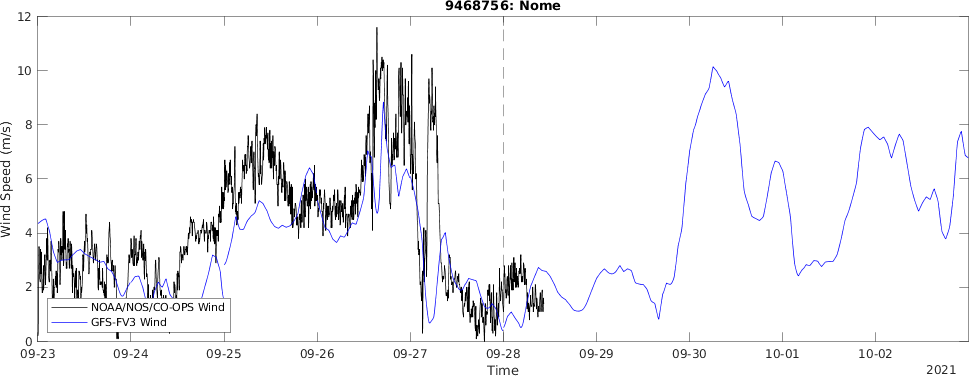 9468756: Nome
12
10
8
6
4
2
0
Wind Speed (m/s)
NOAA/NOS/CO-OPS Wind
GFS-FV3 Wind
09-23 09-24 09-25 09-26 09-27 09-28 09-29 09-30 10-01 10-02
Time
2021